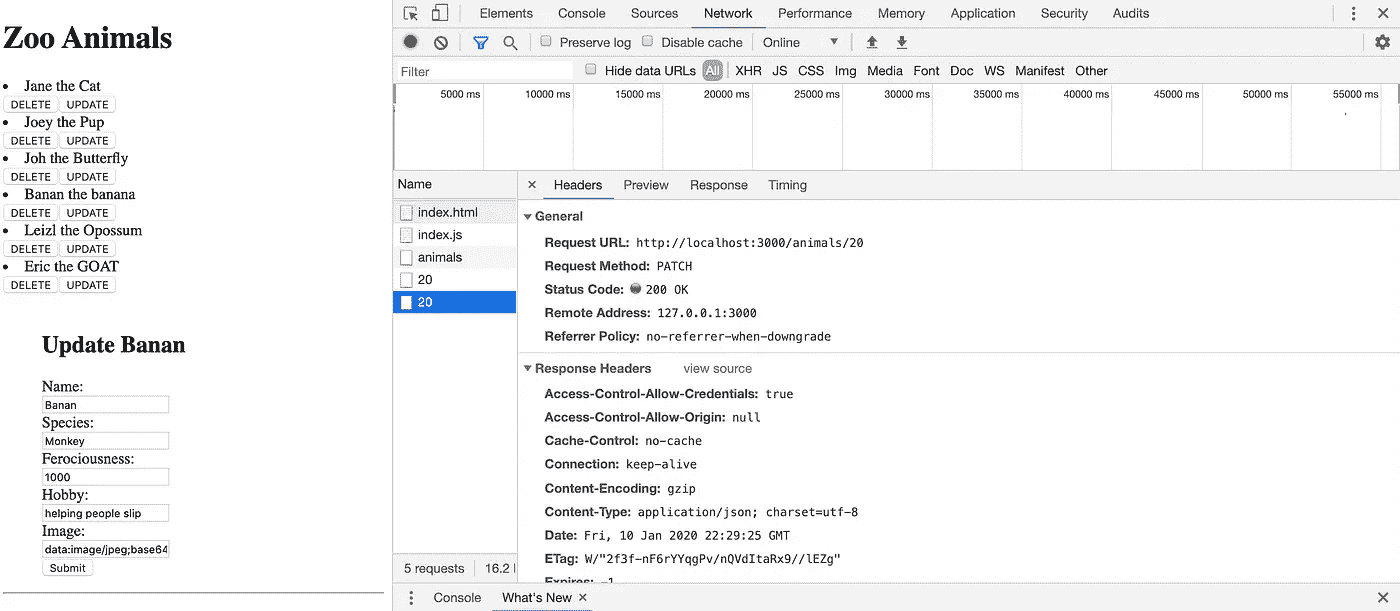 Zoo Animals
Jane the Cat
DELETE UPDATE
Joey the Pup
DELETE UPDATE
Joh the Butterfly
DELETE UPDATE
Banan the banana
DELETE UPDATE
Leizl the Opossum
DELETE UPDATE
Eric the GOAT
DELETE UPDATE
Update Banan
Name:
Banan
Species:
Monkey
Ferociousness:
1000
Hobby:
helping people slip
Image:
data:image/jpeg;base64
Submit
Elements Console Sources Network Performance Memory Application Security Audits
Preserve log Disable cache Online
Filter Hide data URLs All XHR JS CSS Img Media Font Doc WS Manifest Other
5000 ms 10000 ms 15000 ms 20000 ms 25000 ms 30000 ms 35000 ms 40000 ms 45000 ms 50000 ms 55000 ms
Name
index.html
index.js
animals
20
20
5 requests 16.2
Headers Preview Response Timing
General
Request URL: http://localhost:3000/animals/20
Request Method: PATCH
Status Code: 200 OK
Remote Address: 127.0.0.1:3000
Referrer Policy: no-referrer-when-downgrade
Response Headers view source
Access-Control-Allow-Credentials: true
Access-Control-Allow-Origin: null
Cache-Control: no-cache
Connection: keep-alive
Content-Encoding: gzip
Content-Type: application/json; charset=utf-8
Date: Fri, 10 Jan 2020 22:29:25 GMT
ETag: W/"2f3f-nF6rYYqgPv/nQVdItaRx9//lEZg"
Expires: -1
Console What's New